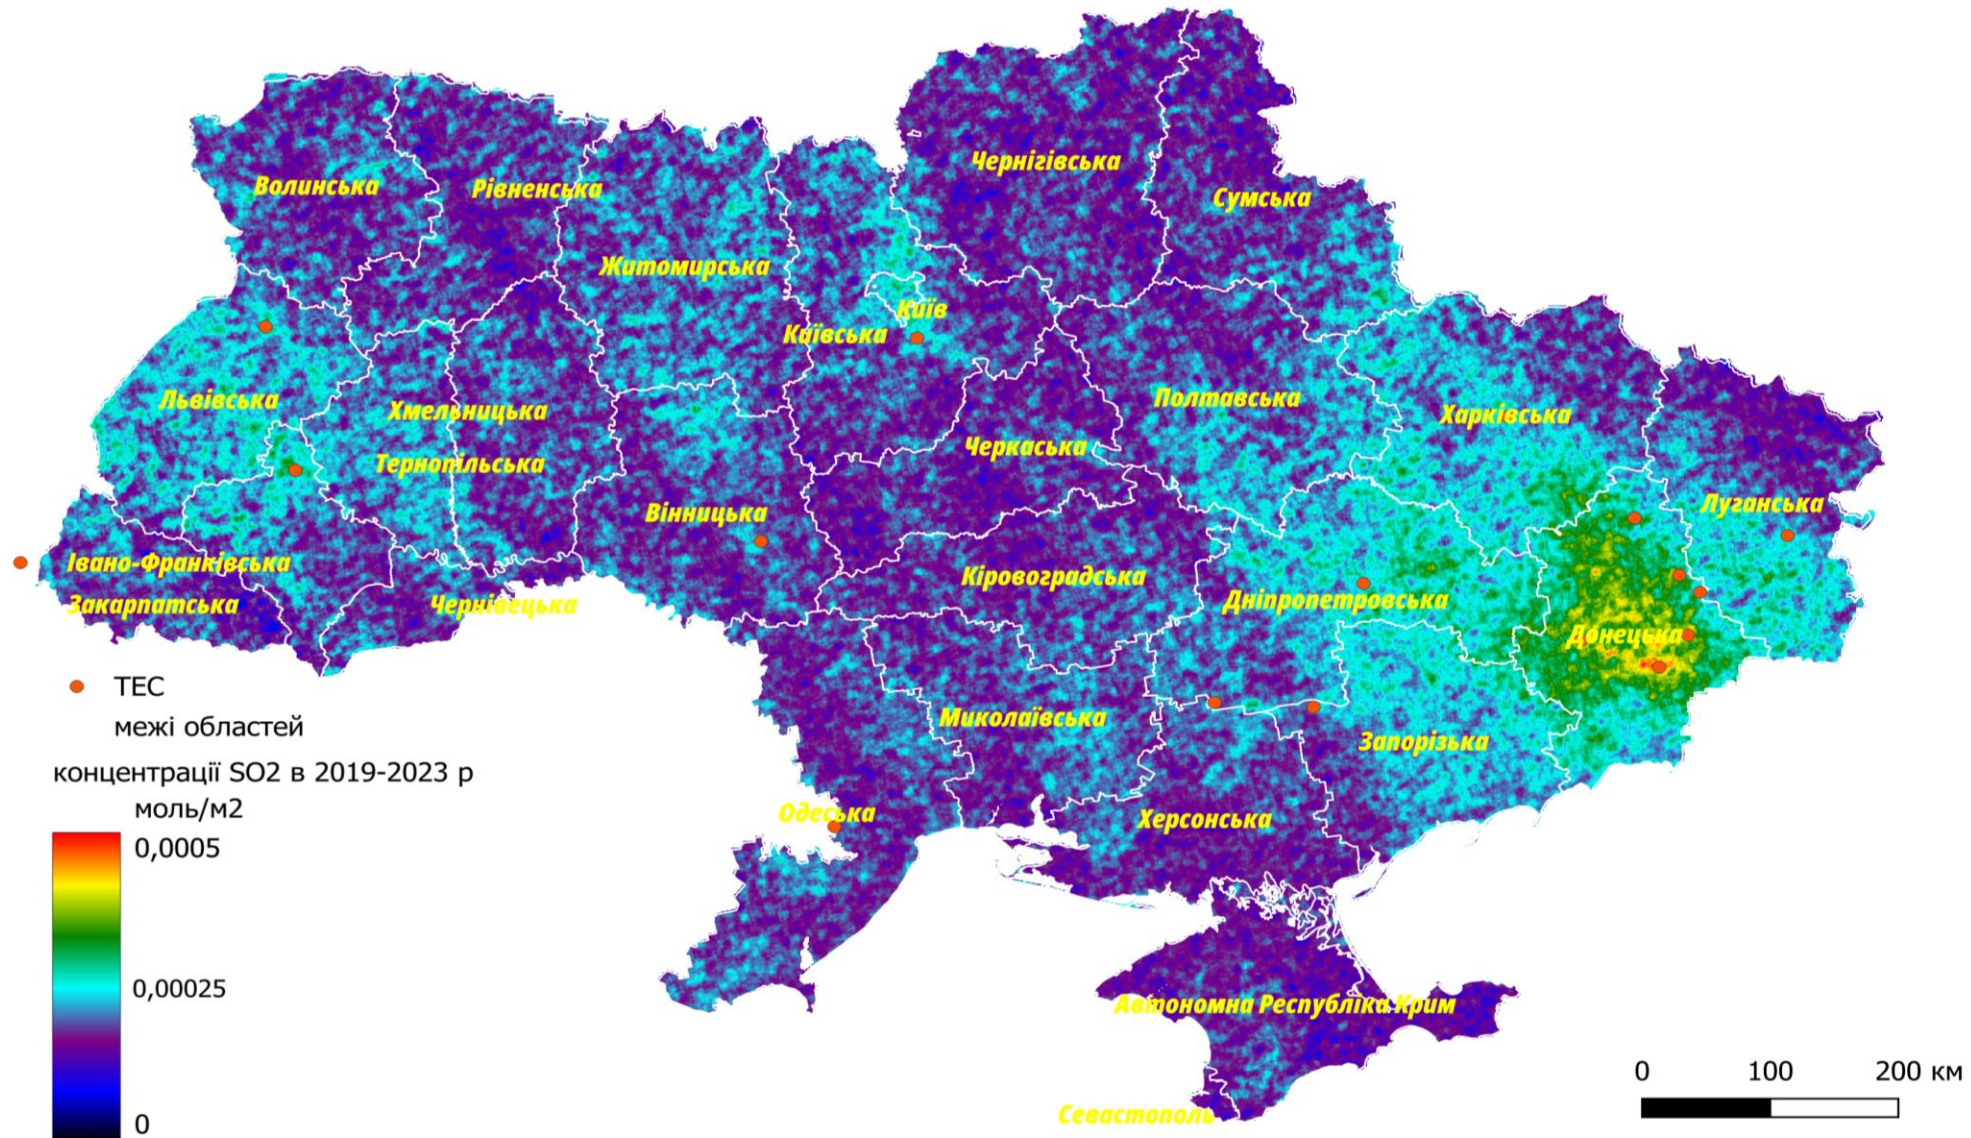 Чернігівська
Волинська
Рівненська
Сумська
Житомирська
Київ
Київська
Львівська
Хмельницька
Полтавська
Харківська
Черкаська
Тернопільська
Вінницька
Луганська
Івано-Франківська
Кіровоградська
Закарпатська
Чернівецька
Дніпропетровська
Донецька
ТЕС
межі областей
Миколаївська
Запорізька
концентрації SO2 в 2019-2023 р
моль/м2
0,0005
0,00025
0
Одеська
Херсонська
Автономна Республіка Крим
Севастополь
0 100 200 км